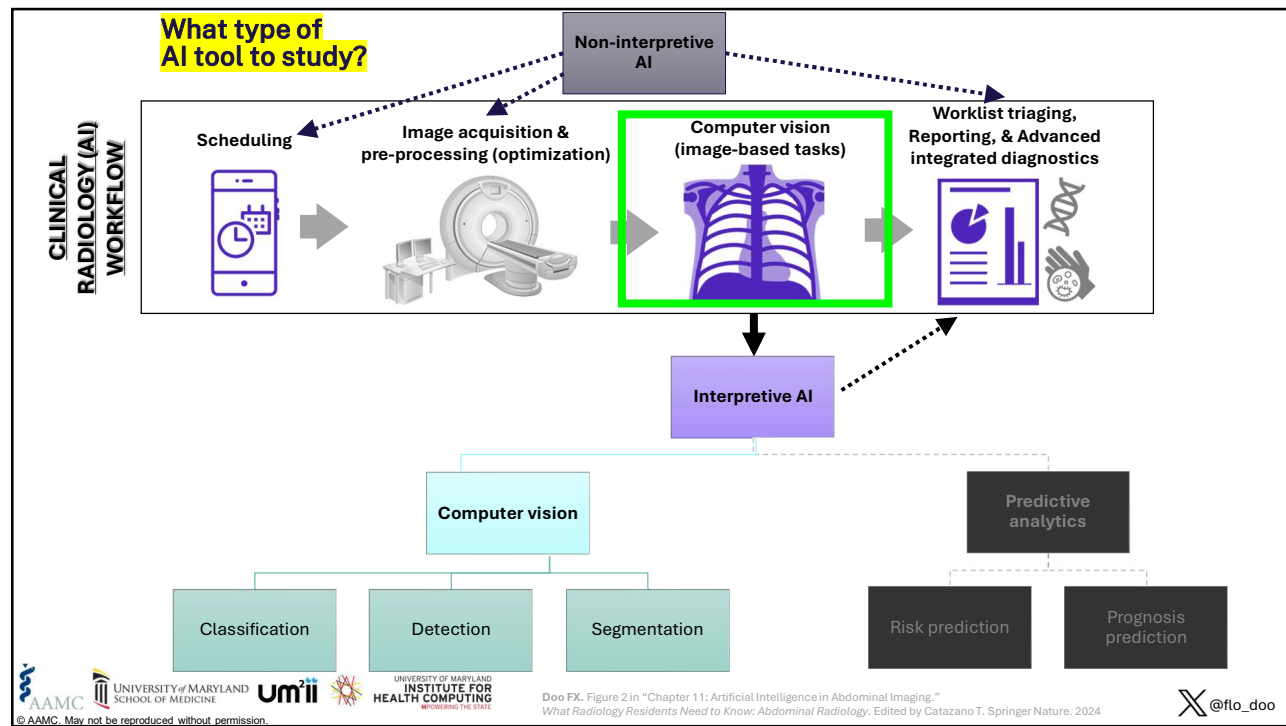 What type of
AI tool to study?
Non-interpretive
AI
CLINICAL
RADIOLOGY (AI)
WORKFLOW
Scheduling
Image acquisition &
pre-processing (optimization)
Computer vision
(image-based tasks)
Worklist triaging,
Reporting, & Advanced
integrated diagnostics
Interpretive AI
Computer vision
Predictive
analytics
Classification
Detection
Segmentation
Risk prediction
Prognosis
prediction
AAMC
UNIVERSITY of MARYLAND
SCHOOL OF MEDICINE
um2ii
UNIVERSITY OF MARYLAND
INSTITUTE FOR
HEALTH COMPUTING
MPOWERING THE STATE
Doo FX. Figure 2 in “Chapter 11: Artificial Intelligence in Abdominal Imaging.”
What Radiology Residents Need to Know: Abdominal Radiology. Edited by Catazano T. Springer Nature. 2024
@flo_doo
© AAMC. May not be reproduced without permission.